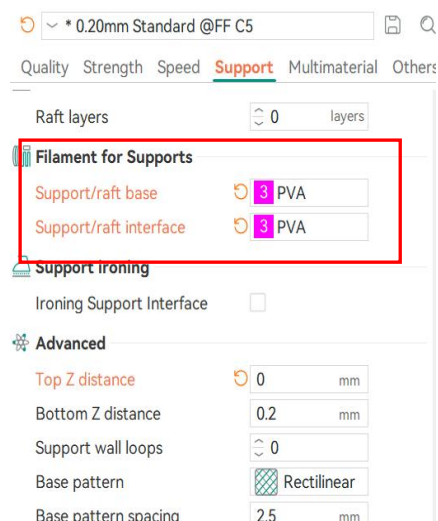 * 0.20mm Standard @FF C5
Quality Strength Speed Support Multimaterial Others
Raft layers 0 layers
Filament for Supports
Support/raft base 3 PVA
Support/raft interface 3 PVA
Support Ironing
Ironing Support Interface
Advanced
Top Z distance 0 mm
Bottom Z distance 0.2 mm
Support wall loops 0
Base pattern Rectilinear
Base pattern spacing 2.5 mm